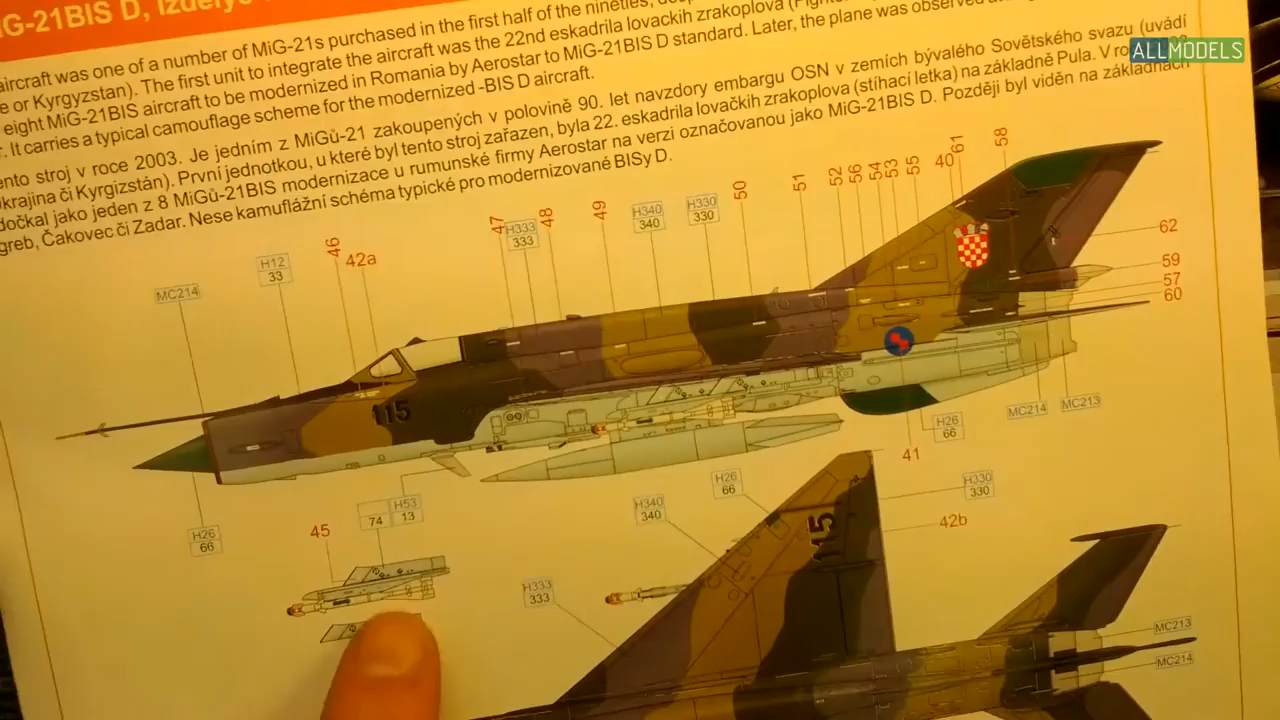 G-21BIS D, Izdelye
ALLMODELS
aircraft was one of a number of MiG-21s purchased in the first half of the nineties,
e or Kyrgyzstan). The first unit to integrate the aircraft was the 22nd eskadrila lovackih zrakoplova
eight MiG-21BIS aircraft to be modernized in Romania by Aerostar to MiG-21BIS D standard. Later, the plane was observed
. It carries a typical camouflage scheme for the modernized -BIS D aircraft.
ento stroj v roce 2003. Je jedním z MiGů-21 zakoupených v polovině 90. let navzdory embargu OSN v zemích bývalého Sovětského svazu (uvádí
krajina či Kyrgizstán). První jednotkou, u které byl tento stroj zařazen, byla 22. eskadrila lovačkih zrakoplova (stíhací letka) na základně Pula. V
dočkal jako jeden z 8 MiGů-21BIS modernizace u rumunské firmy Aerostar na verzi označovanou jako MiG-21BIS D. Později byl viděn na základnách
greb, Čakovec či Zadar. Nese kamuflážní schéma typické pro modernizované BISy D.
MC214
H12
33
46
42a
47
H333
333
48
49
H340
340
H330
330
50
51
52
56
54
53
55
40
61
58
62
59
57
60
115
MC214
MC213
H26
66
41
H26
66
H53
13
74
45
H26
66
H340
340
H330
330
42b
115
H333
333
MC213
MC214